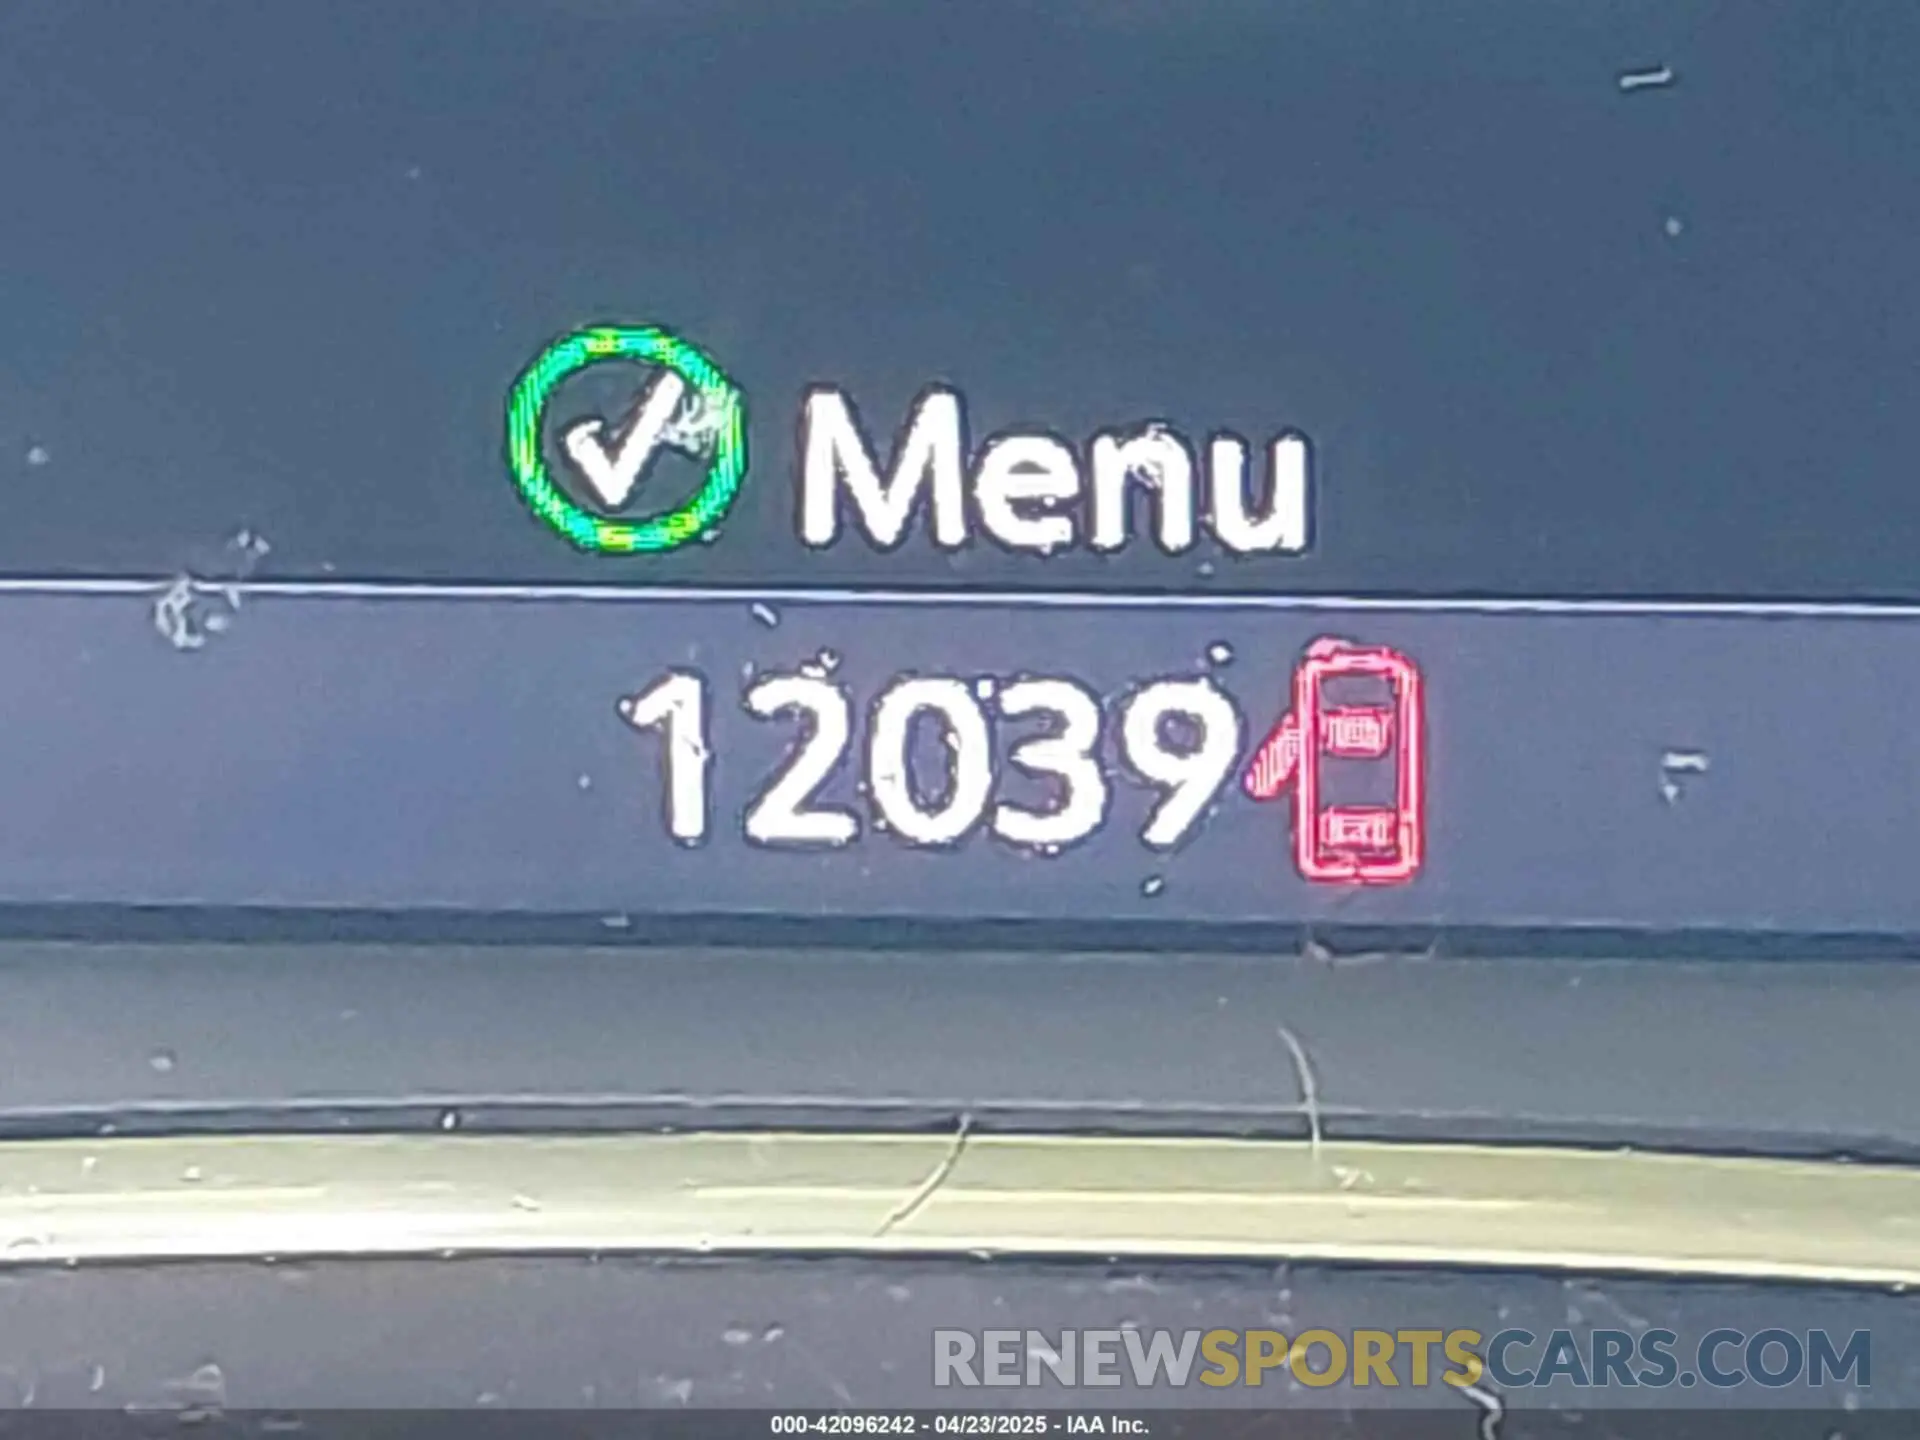 Menu
12039
RENEWSPORTSCARS.COM
000-42096242 - 04/23/2025 - IAA Inc.